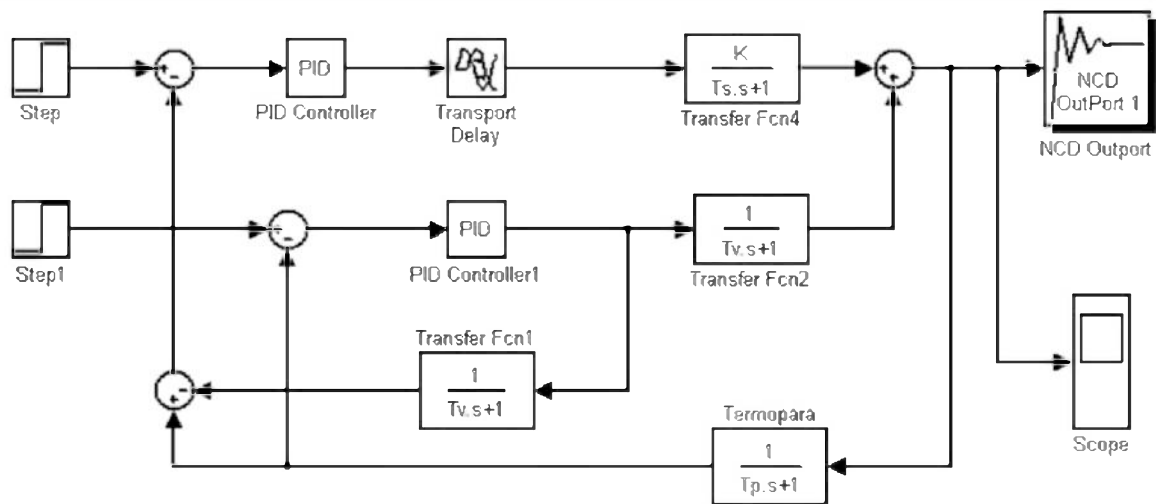 Step
PID
PID Controller
Transport
Delay
K
Ts.s+1
Transfer Fcn4
NCD
OutPort 1
NCD Outport
Step1
PID
PID Controller1
1
Tv.s+1
Transfer Fcn2
Transfer Fcn1
1
Tv.s+1
Termopara
1
Tp.s+1
Scope